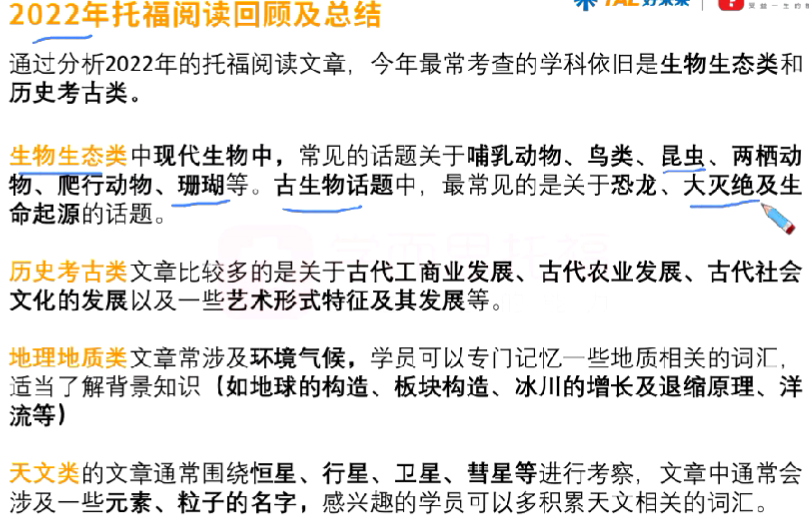 2022年托福阅读回顾及总结
好未来
通过分析2022年的托福阅读文章，今年最常考查的学科依旧是生物生态类和
历史考古类。
生物生态类中现代生物中，常见的话题关于哺乳动物、鸟类、昆虫、两栖动
物、爬行动物、珊瑚等。古生物话题中，最常见的是关于恐龙、大灭绝及生
命起源的话题。
历史考古类文章比较多的是关于古代工商业发展、古代农业发展、古代社会
文化的发展以及一些艺术形式特征及其发展等。
地理地质类文章常涉及环境气候，学员可以专门记忆一些地质相关的词汇，
适当了解背景知识（如地球的构造、板块构造、冰川的增长及退缩原理、洋
流等）
天文类的文章通常围绕恒星、行星、卫星、彗星等进行考察，文章中通常会
涉及一些元素、粒子的名字，感兴趣的学员可以多积累天文相关的词汇。